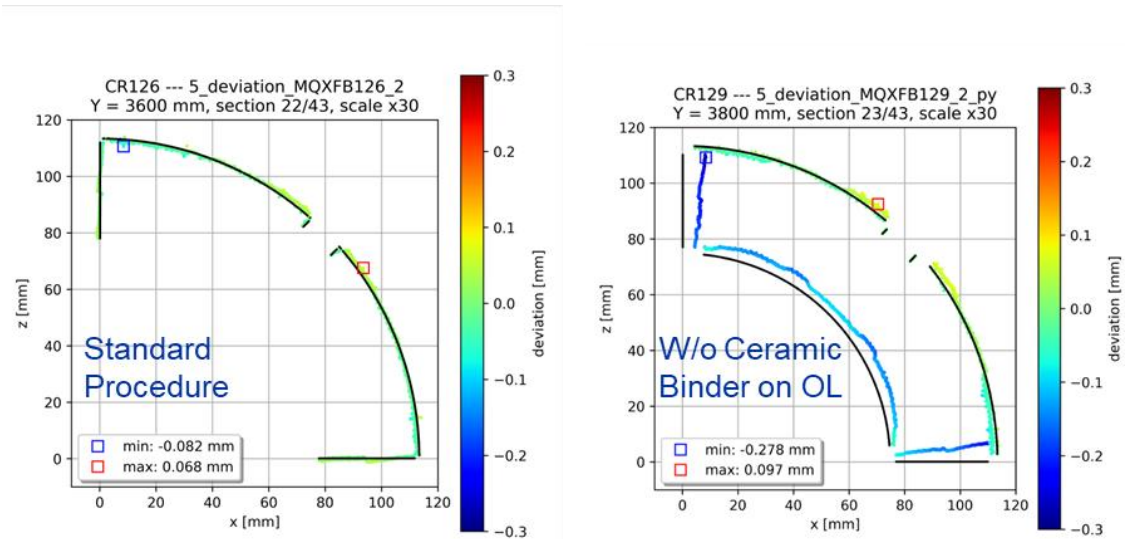 CR126 --- 5_deviation_MQXFB126_2
Y = 3600 mm, section 22/43, scale x30
120
100
80
60
40
20
0
z [mm]
0
20
40
60
80
100
120
x [mm]
Standard
Procedure
min: -0.082 mm
max: 0.068 mm
0.3
0.2
0.1
0.0
−0.1
−0.2
−0.3
deviation [mm]
CR129 --- 5_deviation_MQXFB129_2_py
Y = 3800 mm, section 23/43, scale x30
120
100
80
60
40
20
0
z [mm]
0
20
40
60
80
100
120
x [mm]
W/o Ceramic
Binder on OL
min: -0.278 mm
max: 0.097 mm
0.3
0.2
0.1
0.0
−0.1
−0.2
−0.3
deviation [mm]